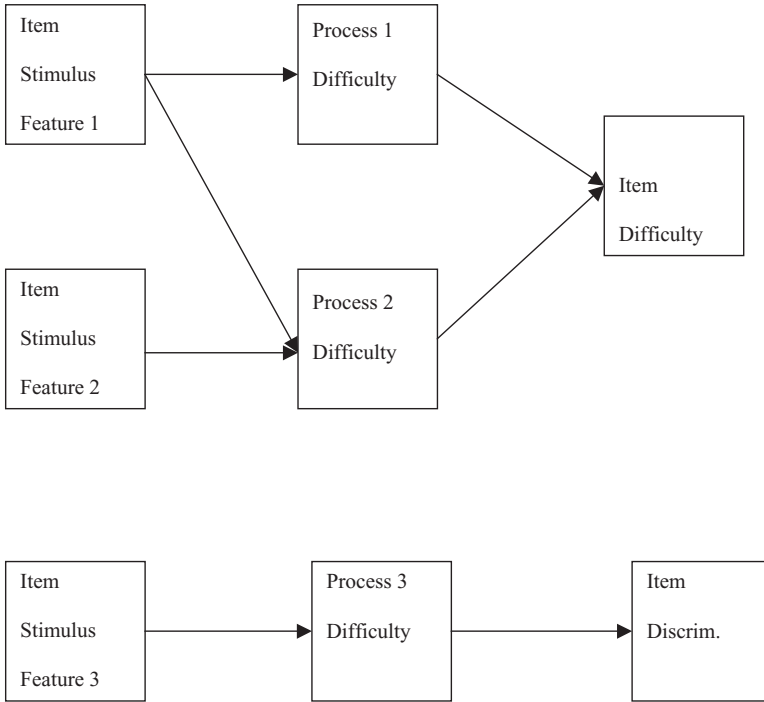 Item
Stimulus
Feature 1
Process 1
Difficulty
Item
Difficulty
Item
Stimulus
Feature 2
Process 2
Difficulty
Item
Stimulus
Feature 3
Process 3
Difficulty
Item
Discrim.